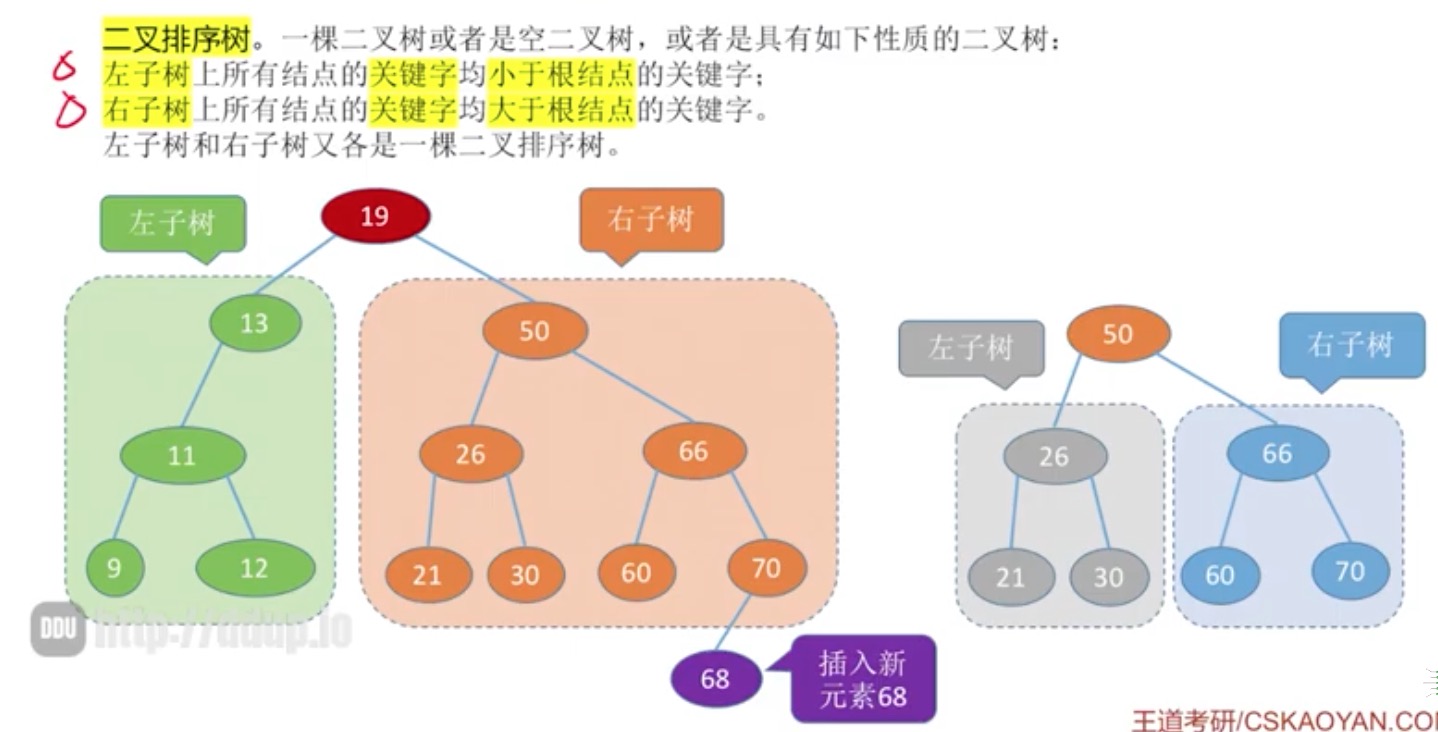 二叉排序树。一棵二叉树或者是空二叉树，或者是具有如下性质的二叉树：
左子树上所有结点的关键字均小于根结点的关键字；
右子树上所有结点的关键字均大于根结点的关键字。
左子树和右子树又各是一棵二叉排序树。
左子树
19
右子树
13
50
11
26
66
9
12
21
30
60
70
68
插入新
元素68
左子树
50
右子树
26
66
21
30
60
70
DDU http://ddup.io
王道考研/CSKAOYAN.CO